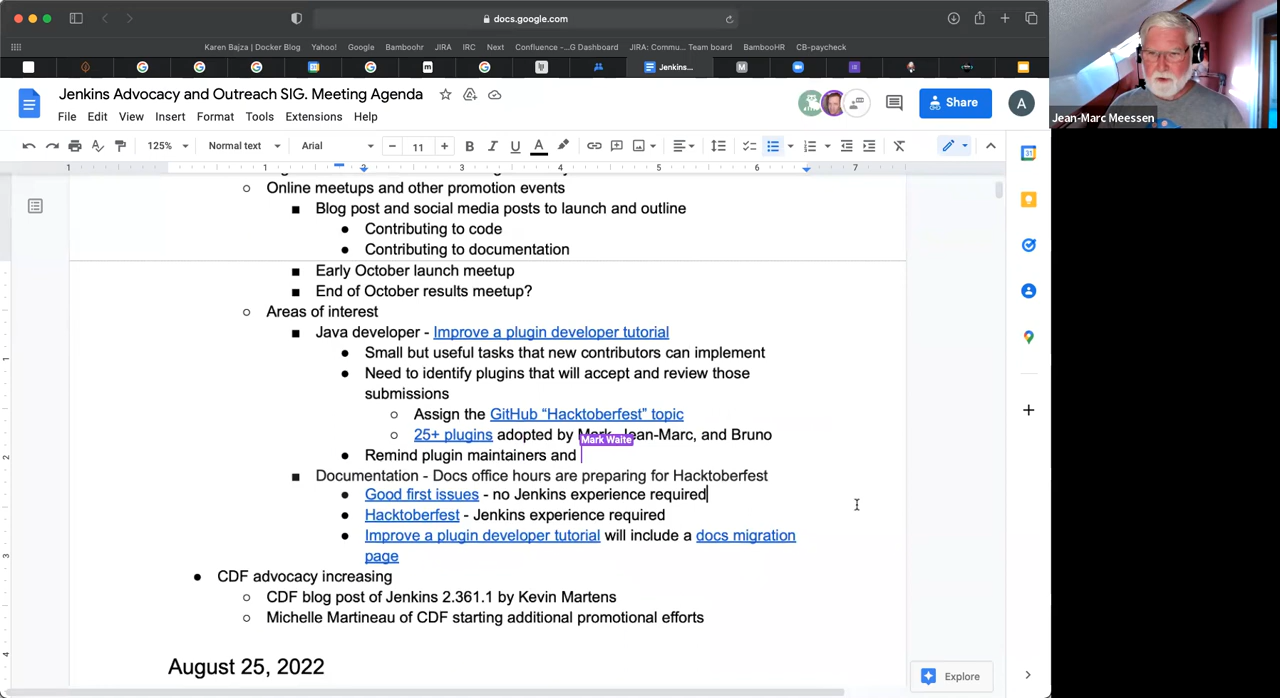 docs.google.com
Karen Bajza | Docker Blog Yahoo! Google Bamboohr JIRA IRC Next Confluence -...G Dashboard JIRA: Commu... Team board BambooHR CB-paycheck
Jenkins...
Jenkins Advocacy and Outreach SIG. Meeting Agenda
File Edit View Insert Format Tools Extensions Help
Share
A
Jean-Marc Meessen
125% Normal text Arial 11
1 2 3 4 5 6 7
Online meetups and other promotion events
Blog post and social media posts to launch and outline
Contributing to code
Contributing to documentation
Early October launch meetup
End of October results meetup?
Areas of interest
Java developer - Improve a plugin developer tutorial
Small but useful tasks that new contributors can implement
Need to identify plugins that will accept and review those
submissions
Assign the GitHub “Hacktoberfest” topic
25+ plugins adopted by Mark, Jean-Marc, and Bruno
Mark Waite
Remind plugin maintainers and
Documentation - Docs office hours are preparing for Hacktoberfest
Good first issues - no Jenkins experience required
Hacktoberfest - Jenkins experience required
Improve a plugin developer tutorial will include a docs migration
page
CDF advocacy increasing
CDF blog post of Jenkins 2.361.1 by Kevin Martens
Michelle Martineau of CDF starting additional promotional efforts
August 25, 2022
Explore